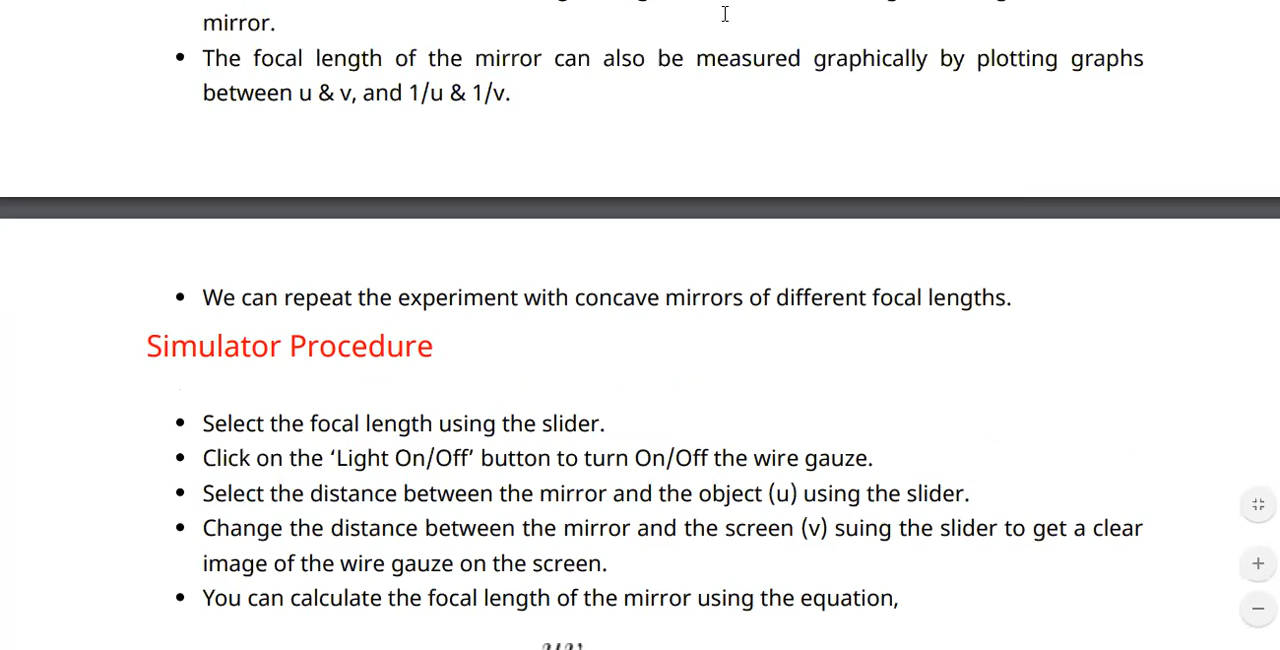 mirror.
• The focal length of the mirror can also be measured graphically by plotting graphs
between u & v, and 1/u & 1/v.
• We can repeat the experiment with concave mirrors of different focal lengths.
Simulator Procedure
• Select the focal length using the slider.
• Click on the ‘Light On/Off’ button to turn On/Off the wire gauze.
• Select the distance between the mirror and the object (u) using the slider.
• Change the distance between the mirror and the screen (v) suing the slider to get a clear
image of the wire gauze on the screen.
• You can calculate the focal length of the mirror using the equation,